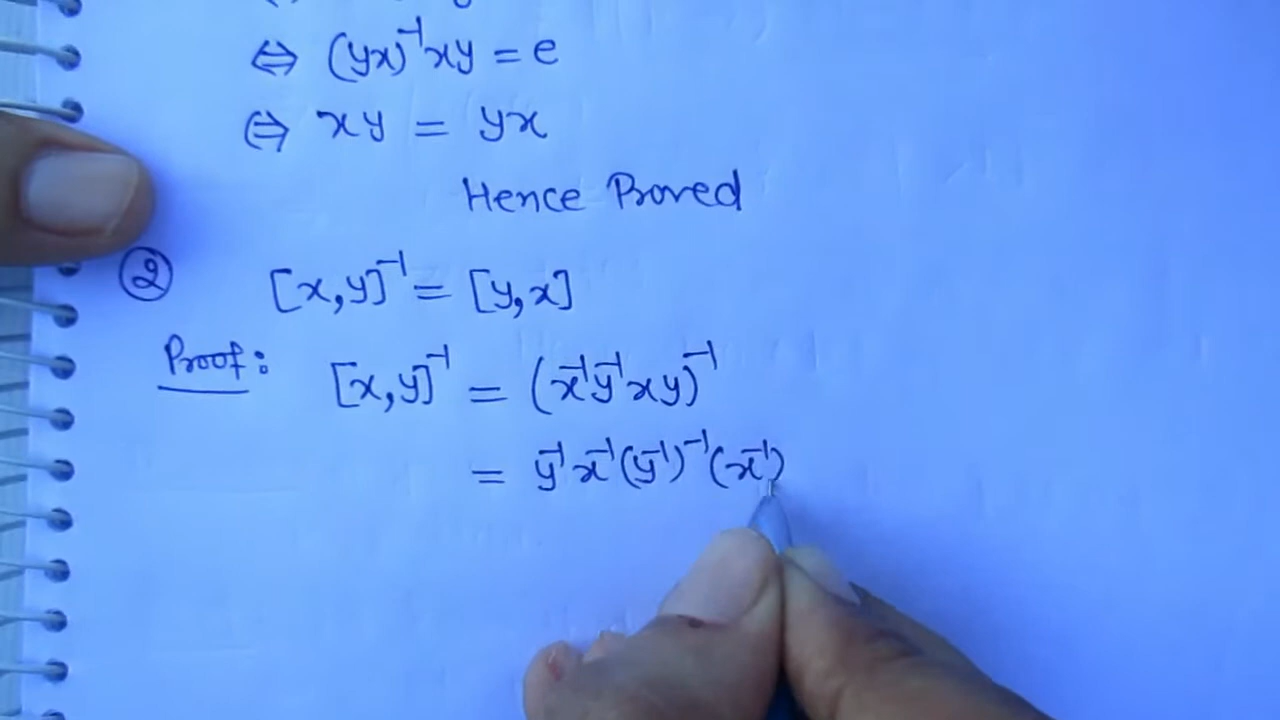 ⇔ (yx)⁻¹xy = e
⇔ xy = yx
Hence Proved
② [x,y]⁻¹ = [y,x]
Proof: [x,y]⁻¹ = (x⁻¹y⁻¹xy)⁻¹
= y⁻¹x⁻¹(y⁻¹)⁻¹(x⁻¹)